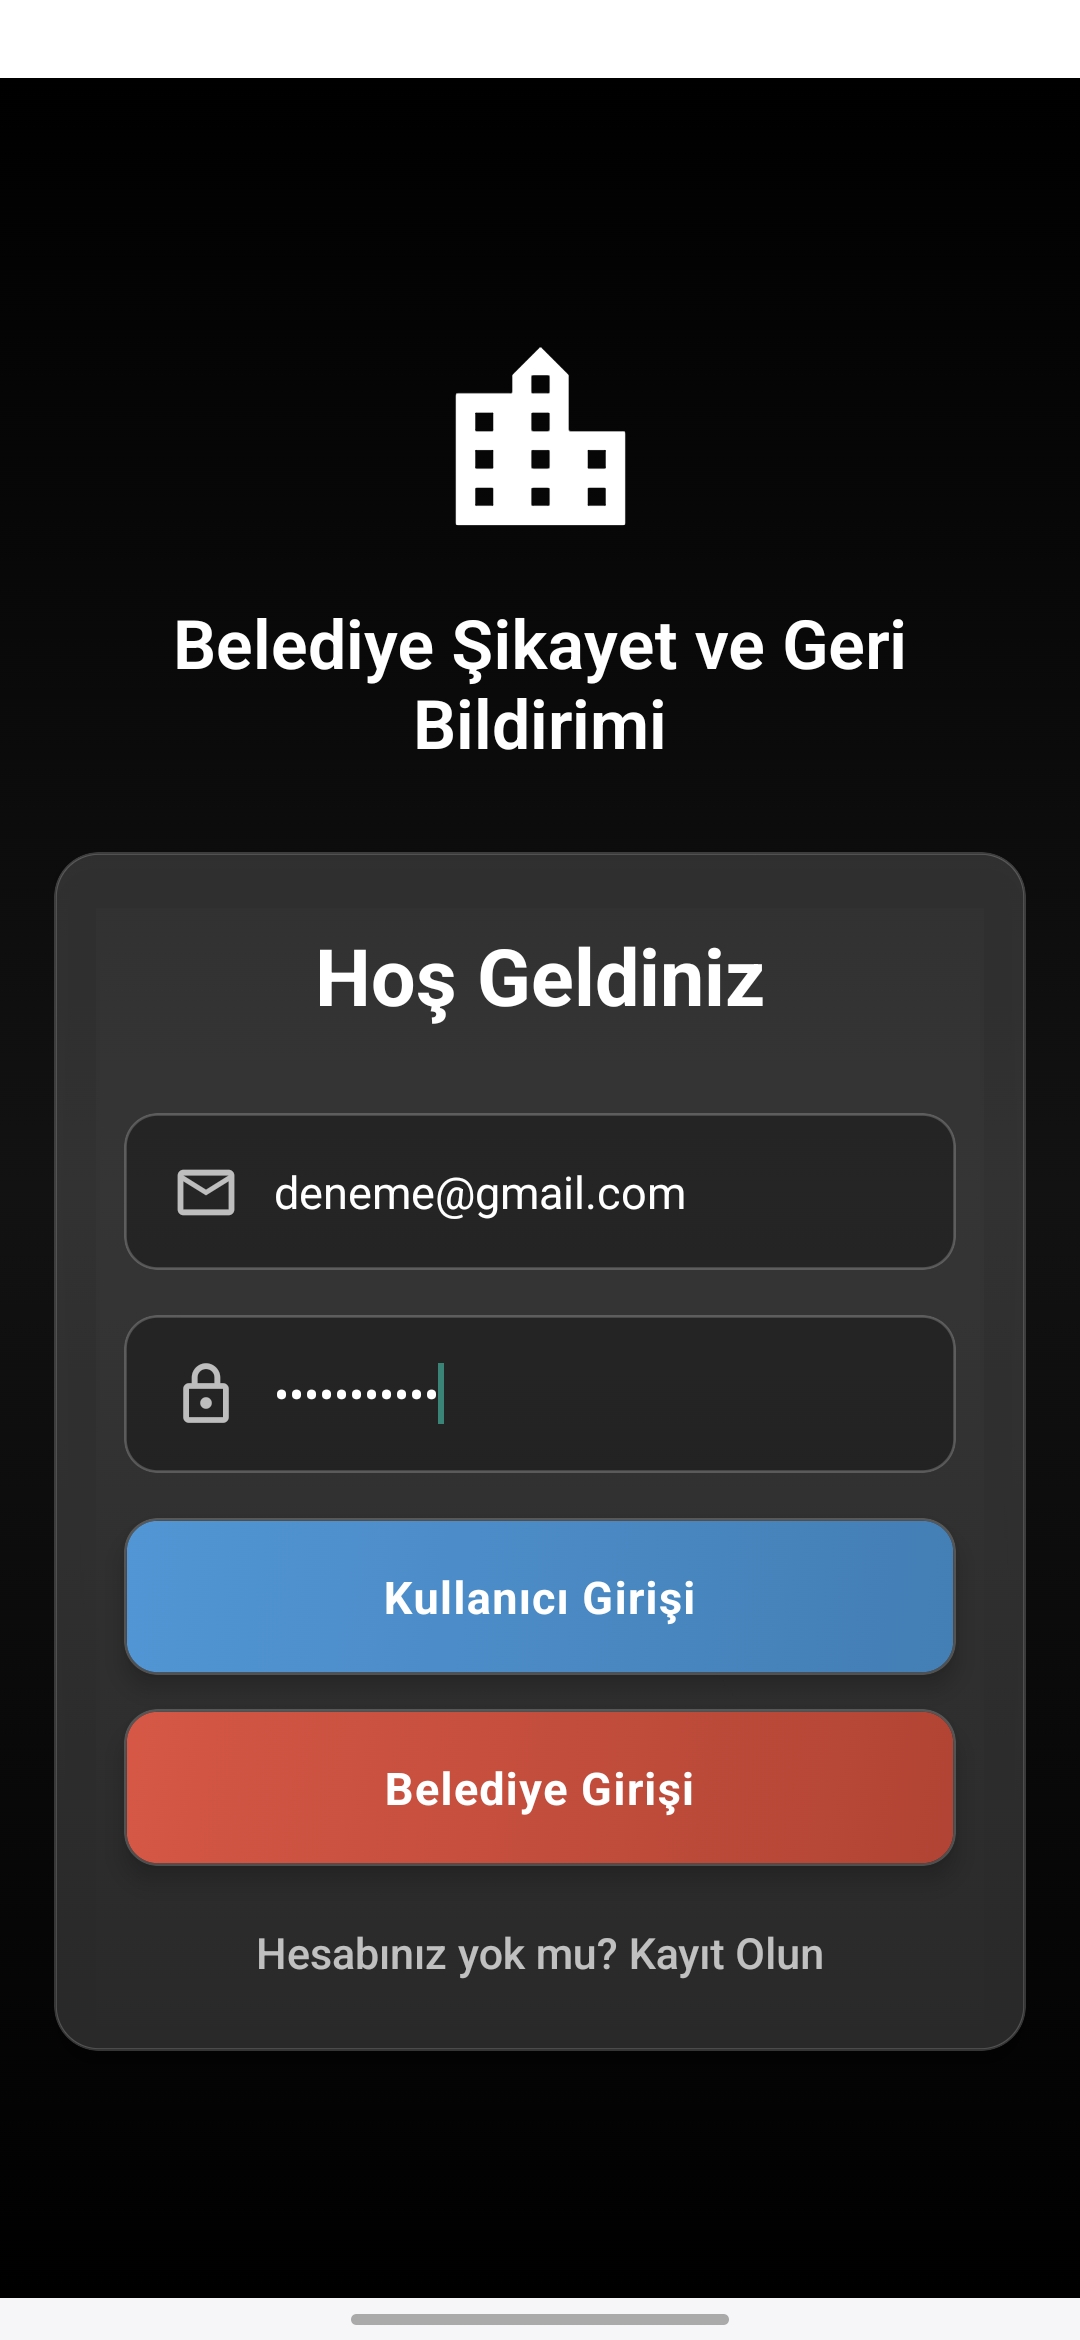 Belediye Şikayet ve Geri
Bildirimi
Hoş Geldiniz
deneme@gmail.com
•••••••••••
Kullanıcı Girişi
Belediye Girişi
Hesabınız yok mu? Kayıt Olun